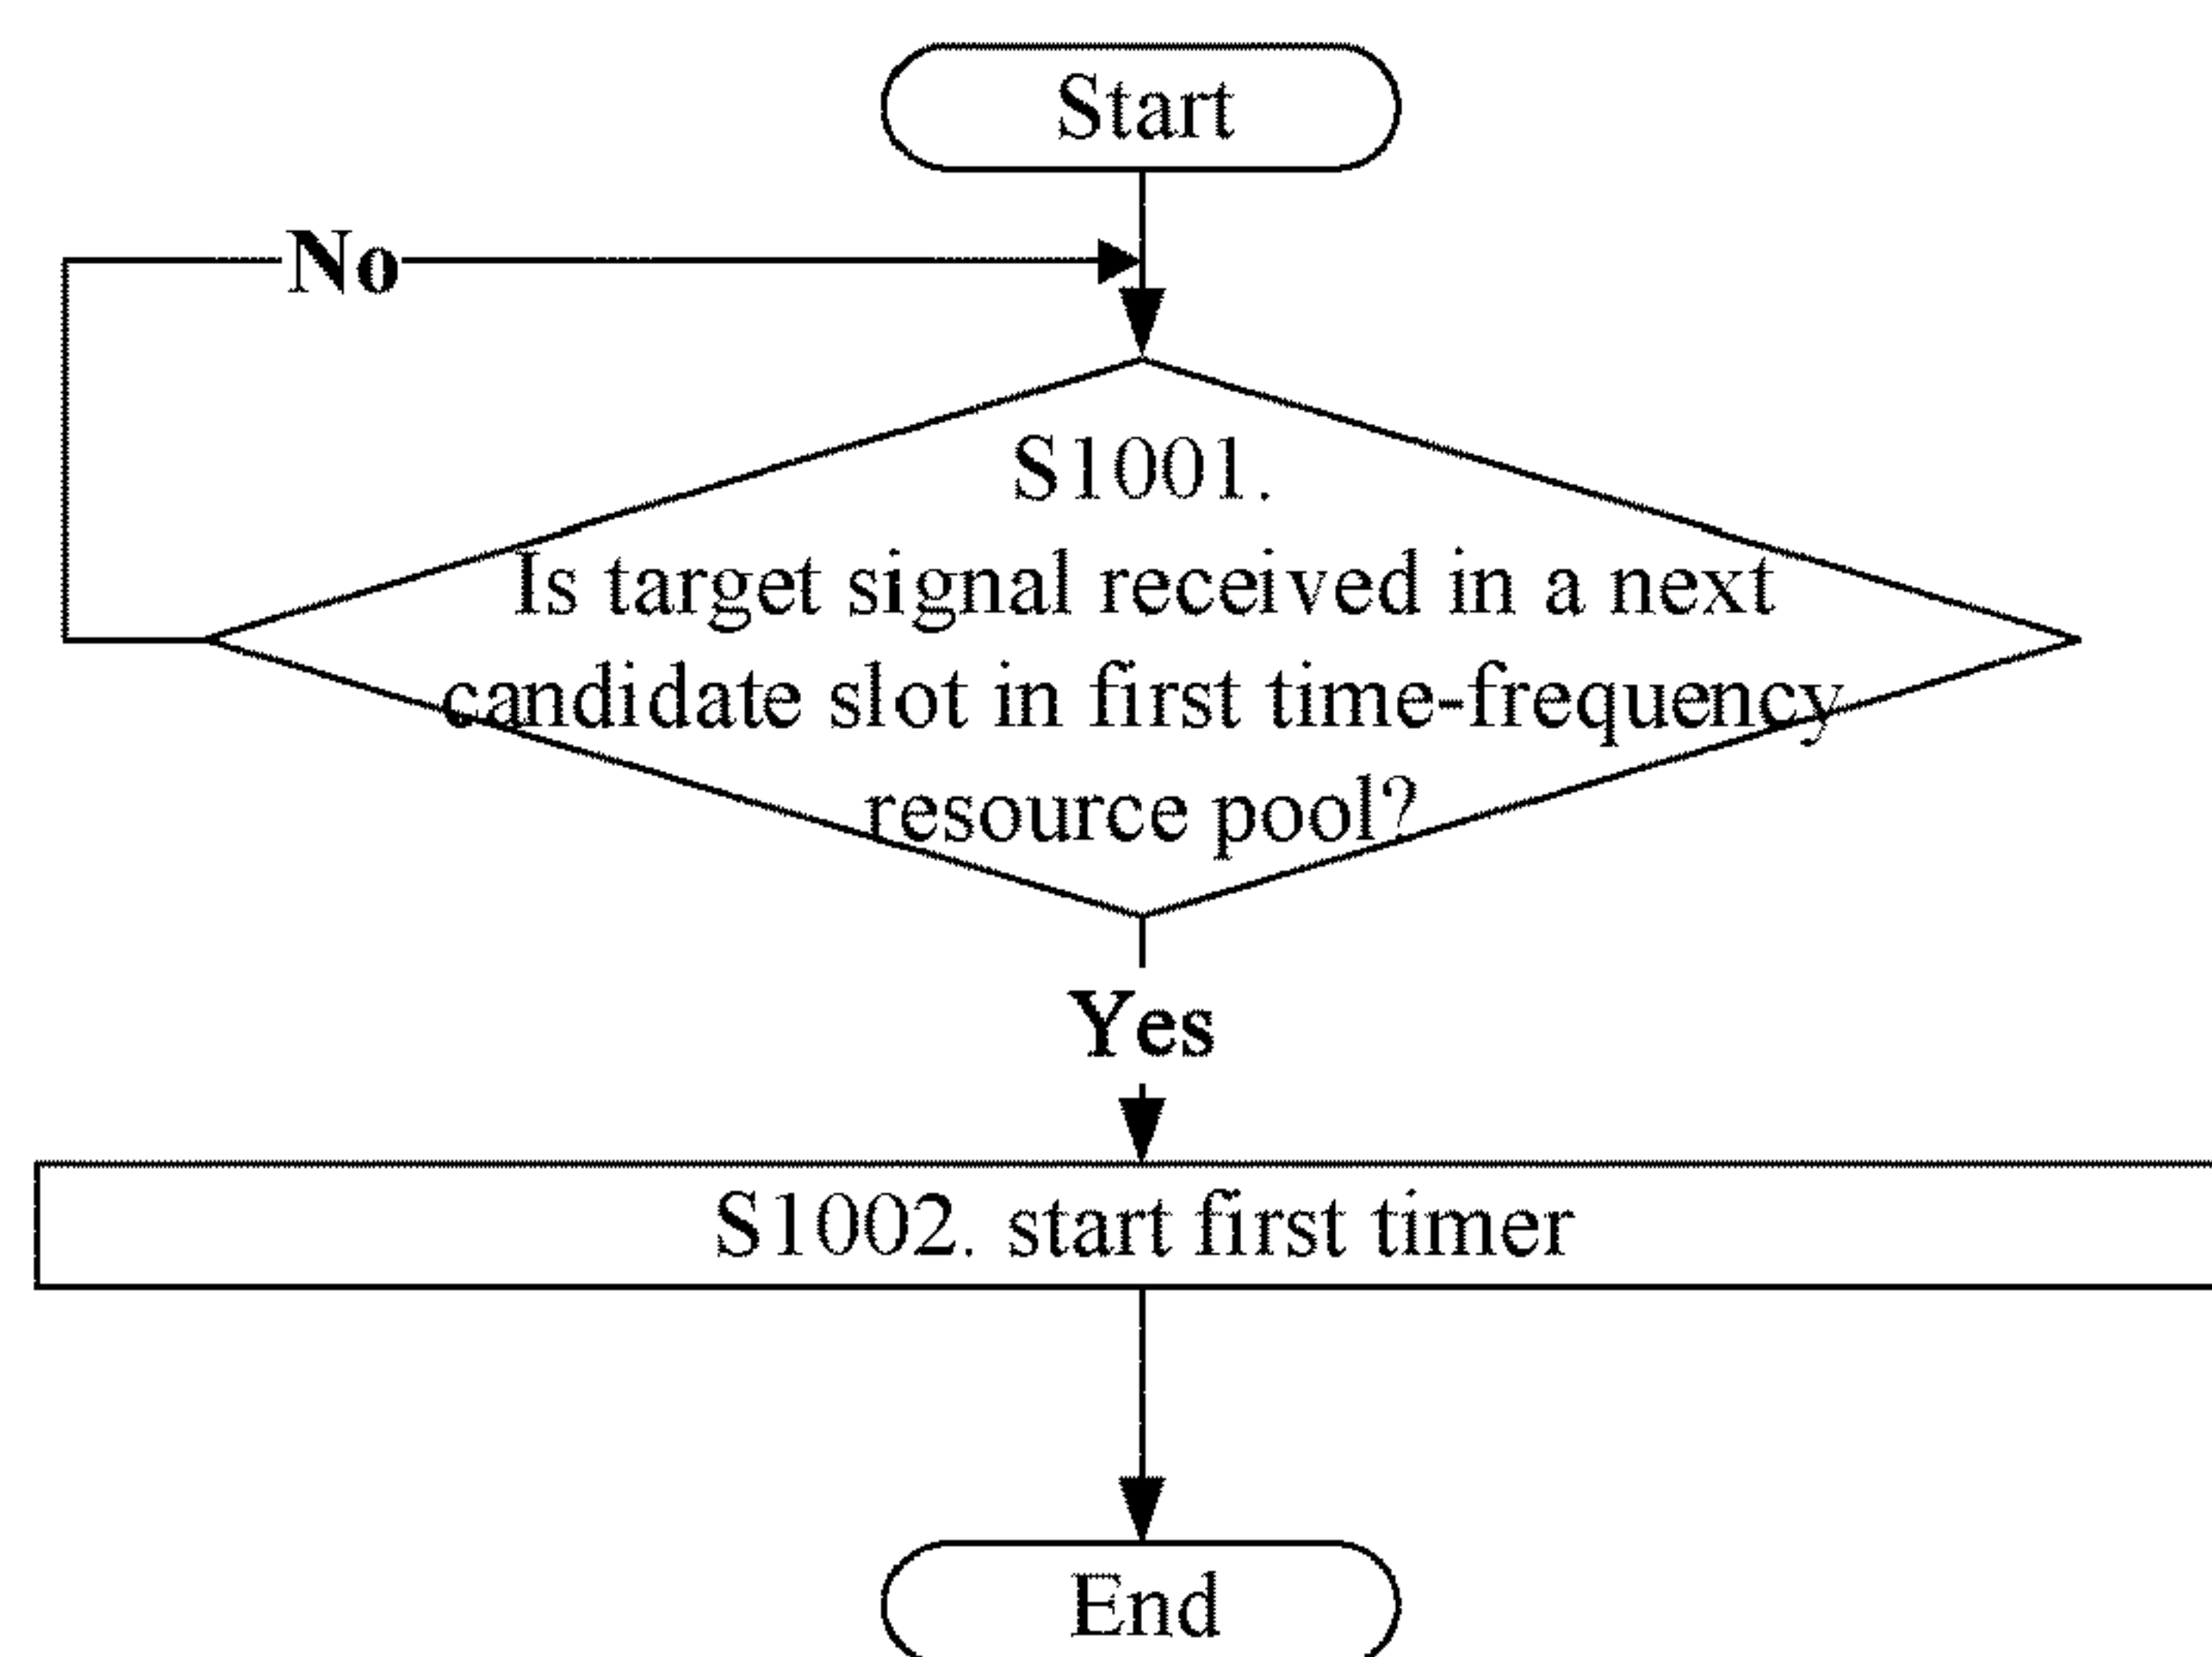 Start
No
S1001.
Is target signal received in a next
candidate slot in first time-frequency
resource pool?
Yes
S1002. start first timer
End